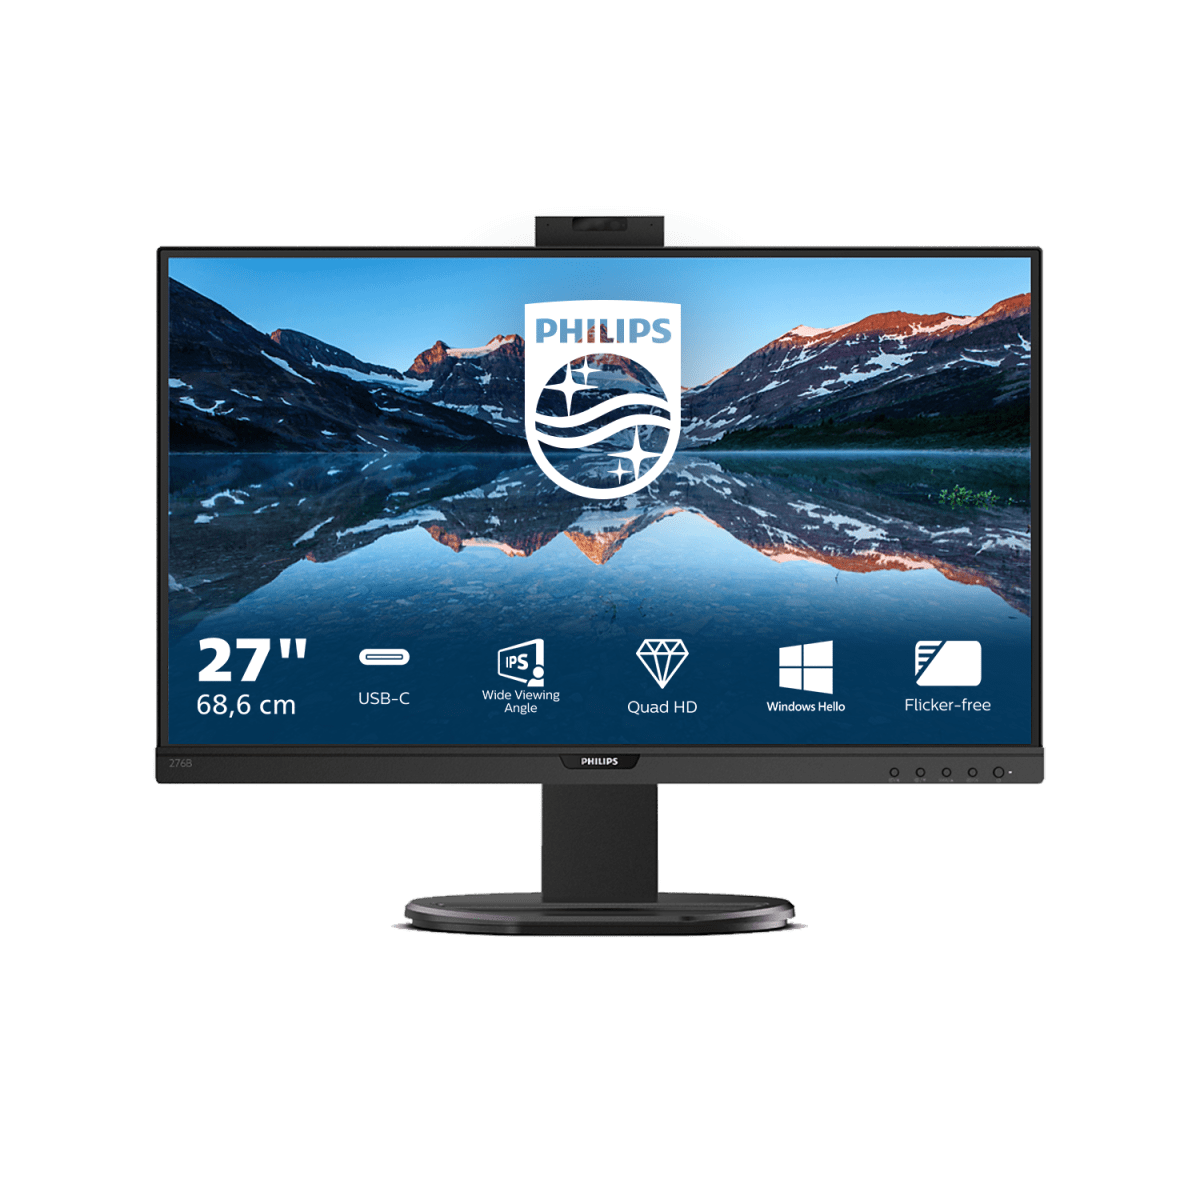 PHILIPS
27"
68,6 cm
USB-C
IPS
Wide Viewing
Angle
Quad HD
Windows Hello
Flicker-free
276B
PHILIPS